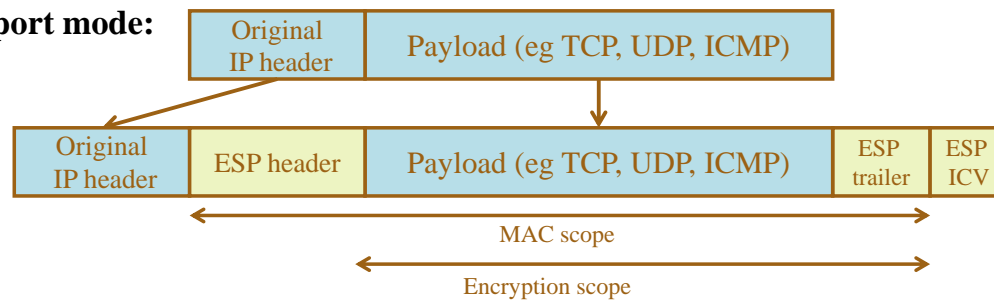 port mode:
Original
IP header
Payload (eg TCP, UDP, ICMP)
Original
IP header
ESP header
Payload (eg TCP, UDP, ICMP)
ESP
trailer
ESP
ICV
MAC scope
Encryption scope